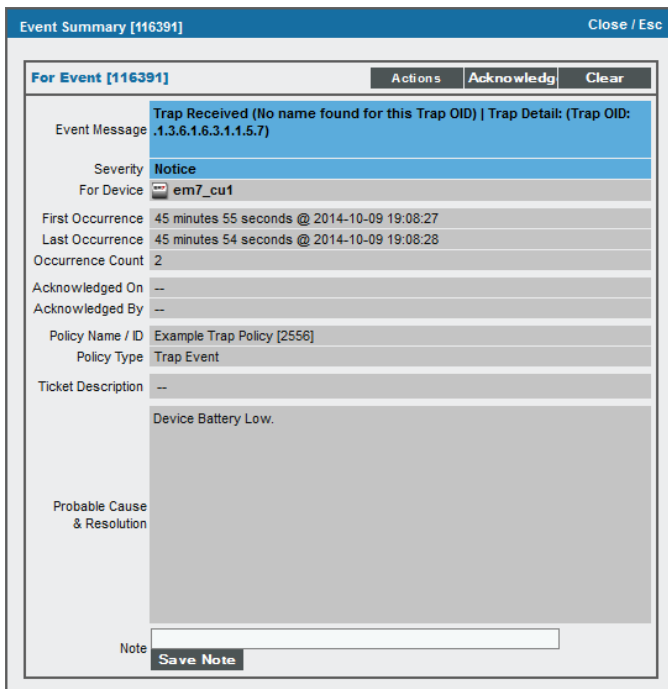 Event Summary [116391] Close / Esc
For Event [116391] Actions Acknowledg Clear
Trap Received (No name found for this Trap OID) | Trap Detail: (Trap OID:
Event Message .1.3.6.1.6.3.1.1.5.7)
Severity Notice
For Device em7_cu1
First Occurrence 45 minutes 55 seconds @ 2014-10-09 19:08:27
Last Occurrence 45 minutes 54 seconds @ 2014-10-09 19:08:28
Occurrence Count 2
Acknowledged On --
Acknowledged By --
Policy Name / ID Example Trap Policy [2556]
Policy Type Trap Event
Ticket Description --
Device Battery Low.
Probable Cause
& Resolution
Note
Save Note